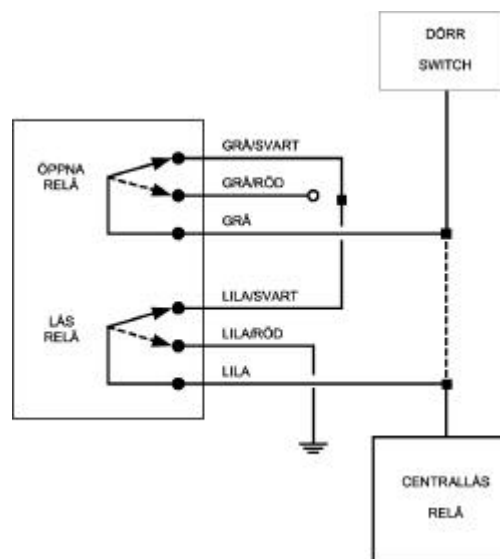 DÖRR
SWITCH
GRÅ/SVART
ÖPPNA
RELÄ
GRÅ/RÖD
GRÅ
LILA/SVART
LÅS
RELÄ
LILA/RÖD
LILA
CENTRALLÅS
RELÄ